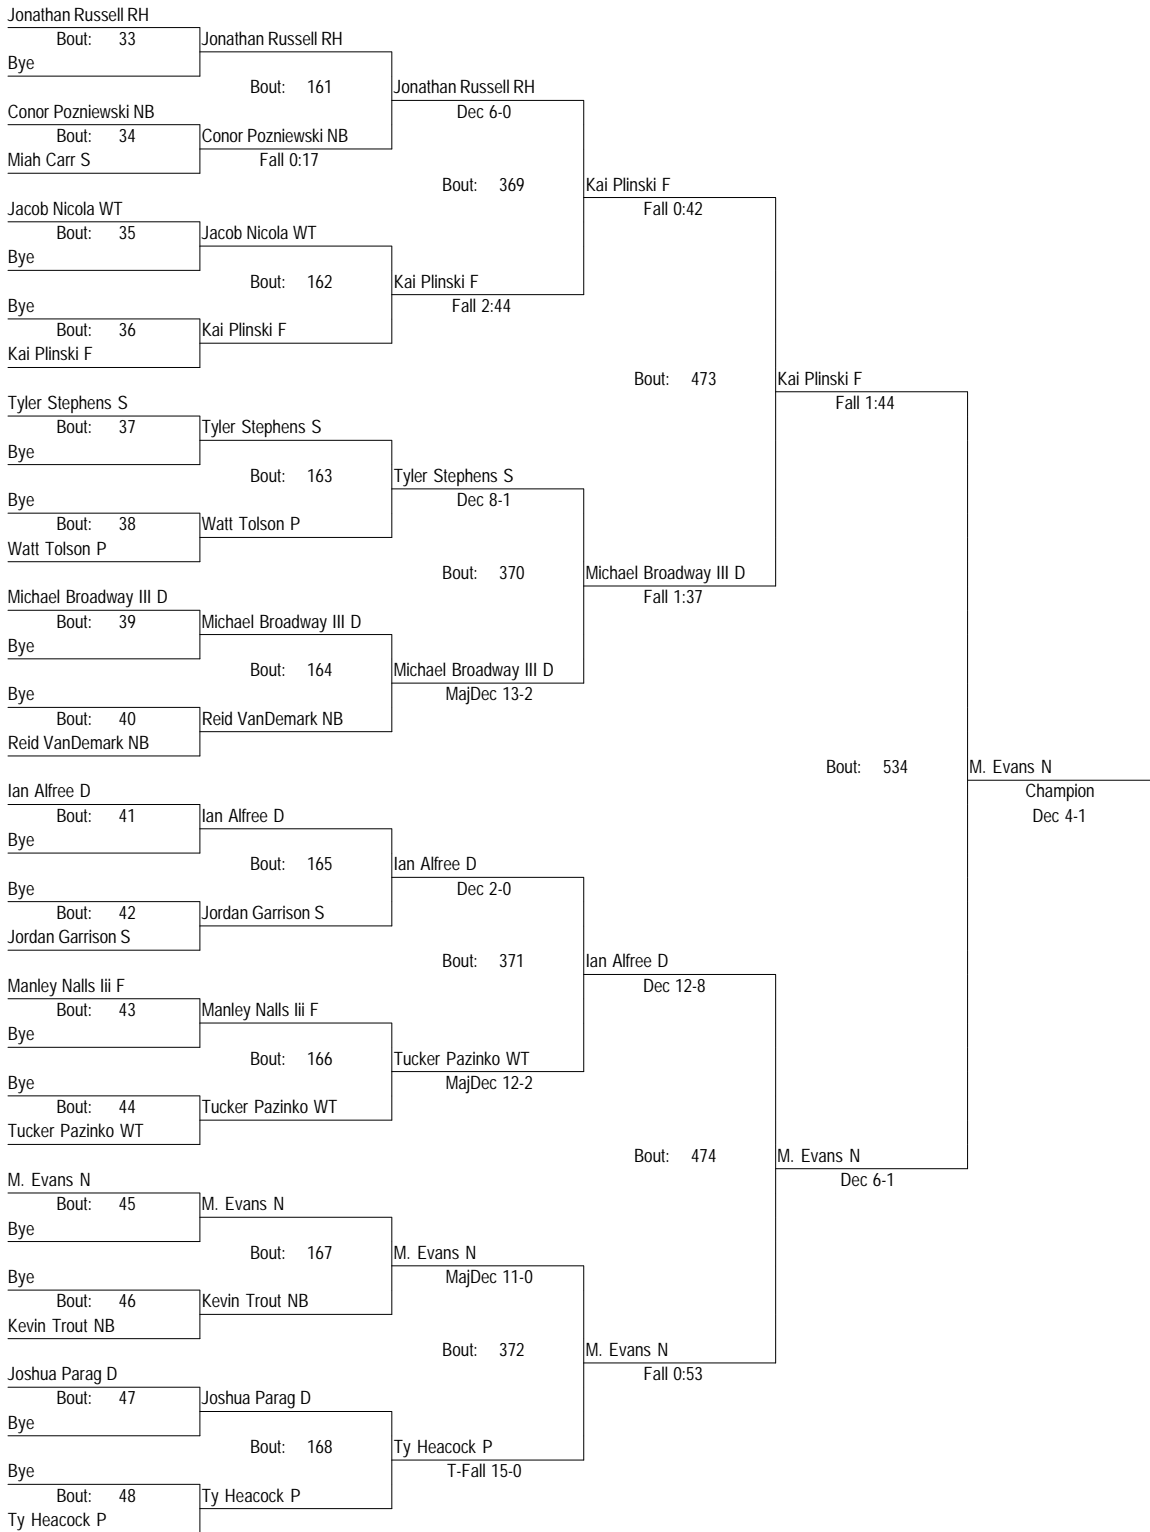 Jonathan Russell RH
Bout: 33
Jonathan Russell RH
Bye
Bout: 161
Jonathan Russell RH
Dec 6-0
Conor Pozniewski NB
Bout: 34
Conor Pozniewski NB
Miah Carr S
Fall 0:17
Bout: 369
Kai Plinski F
Fall 0:42
Jacob Nicola WT
Bout: 35
Jacob Nicola WT
Bye
Bout: 162
Kai Plinski F
Fall 2:44
Bye
Bout: 36
Kai Plinski F
Kai Plinski F
Bout: 473
Kai Plinski F
Fall 1:44
Tyler Stephens S
Bout: 37
Tyler Stephens S
Bye
Bout: 163
Tyler Stephens S
Dec 8-1
Bye
Bout: 38
Watt Tolson P
Watt Tolson P
Bout: 370
Michael Broadway III D
Fall 1:37
Michael Broadway III D
Bout: 39
Michael Broadway III D
Bye
Bout: 164
Michael Broadway III D
MajDec 13-2
Bye
Bout: 40
Reid VanDemark NB
Reid VanDemark NB
Bout: 534
M. Evans N
Champion
Dec 4-1
Ian Alfree D
Bout: 41
Ian Alfree D
Bye
Bout: 165
Ian Alfree D
Dec 2-0
Bye
Bout: 42
Jordan Garrison S
Jordan Garrison S
Bout: 371
Ian Alfree D
Dec 12-8
Manley Nalls Iii F
Bout: 43
Manley Nalls Iii F
Bye
Bout: 166
Tucker Pazinko WT
MajDec 12-2
Bye
Bout: 44
Tucker Pazinko WT
Tucker Pazinko WT
Bout: 474
M. Evans N
Dec 6-1
M. Evans N
Bout: 45
M. Evans N
Bye
Bout: 167
M. Evans N
MajDec 11-0
Bye
Bout: 46
Kevin Trout NB
Kevin Trout NB
Bout: 372
M. Evans N
Fall 0:53
Joshua Parag D
Bout: 47
Joshua Parag D
Bye
Bout: 168
Ty Heacock P
T-Fall 15-0
Bye
Bout: 48
Ty Heacock P
Ty Heacock P